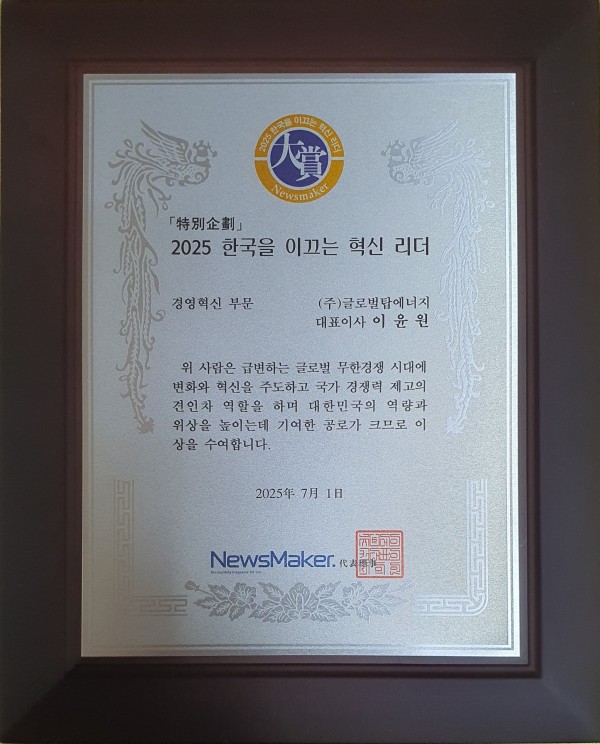 2025 한국을 이끄는 혁신 리더
大賞
Newsmaker
「特別企劃」
2025 한국을 이끄는 혁신 리더
경영혁신 부문
(주)글로벌탑에너지
대표이사 이 윤 원
위 사람은 급변하는 글로벌 무한경쟁 시대에
변화와 혁신을 주도하고 국가 경쟁력 제고의
견인차 역할을 하며 대한민국의 역량과
위상을 높이는데 기여한 공로가 크므로 이
상을 수여합니다.
2025年 7月 1日
NewsMaker. 代表理事